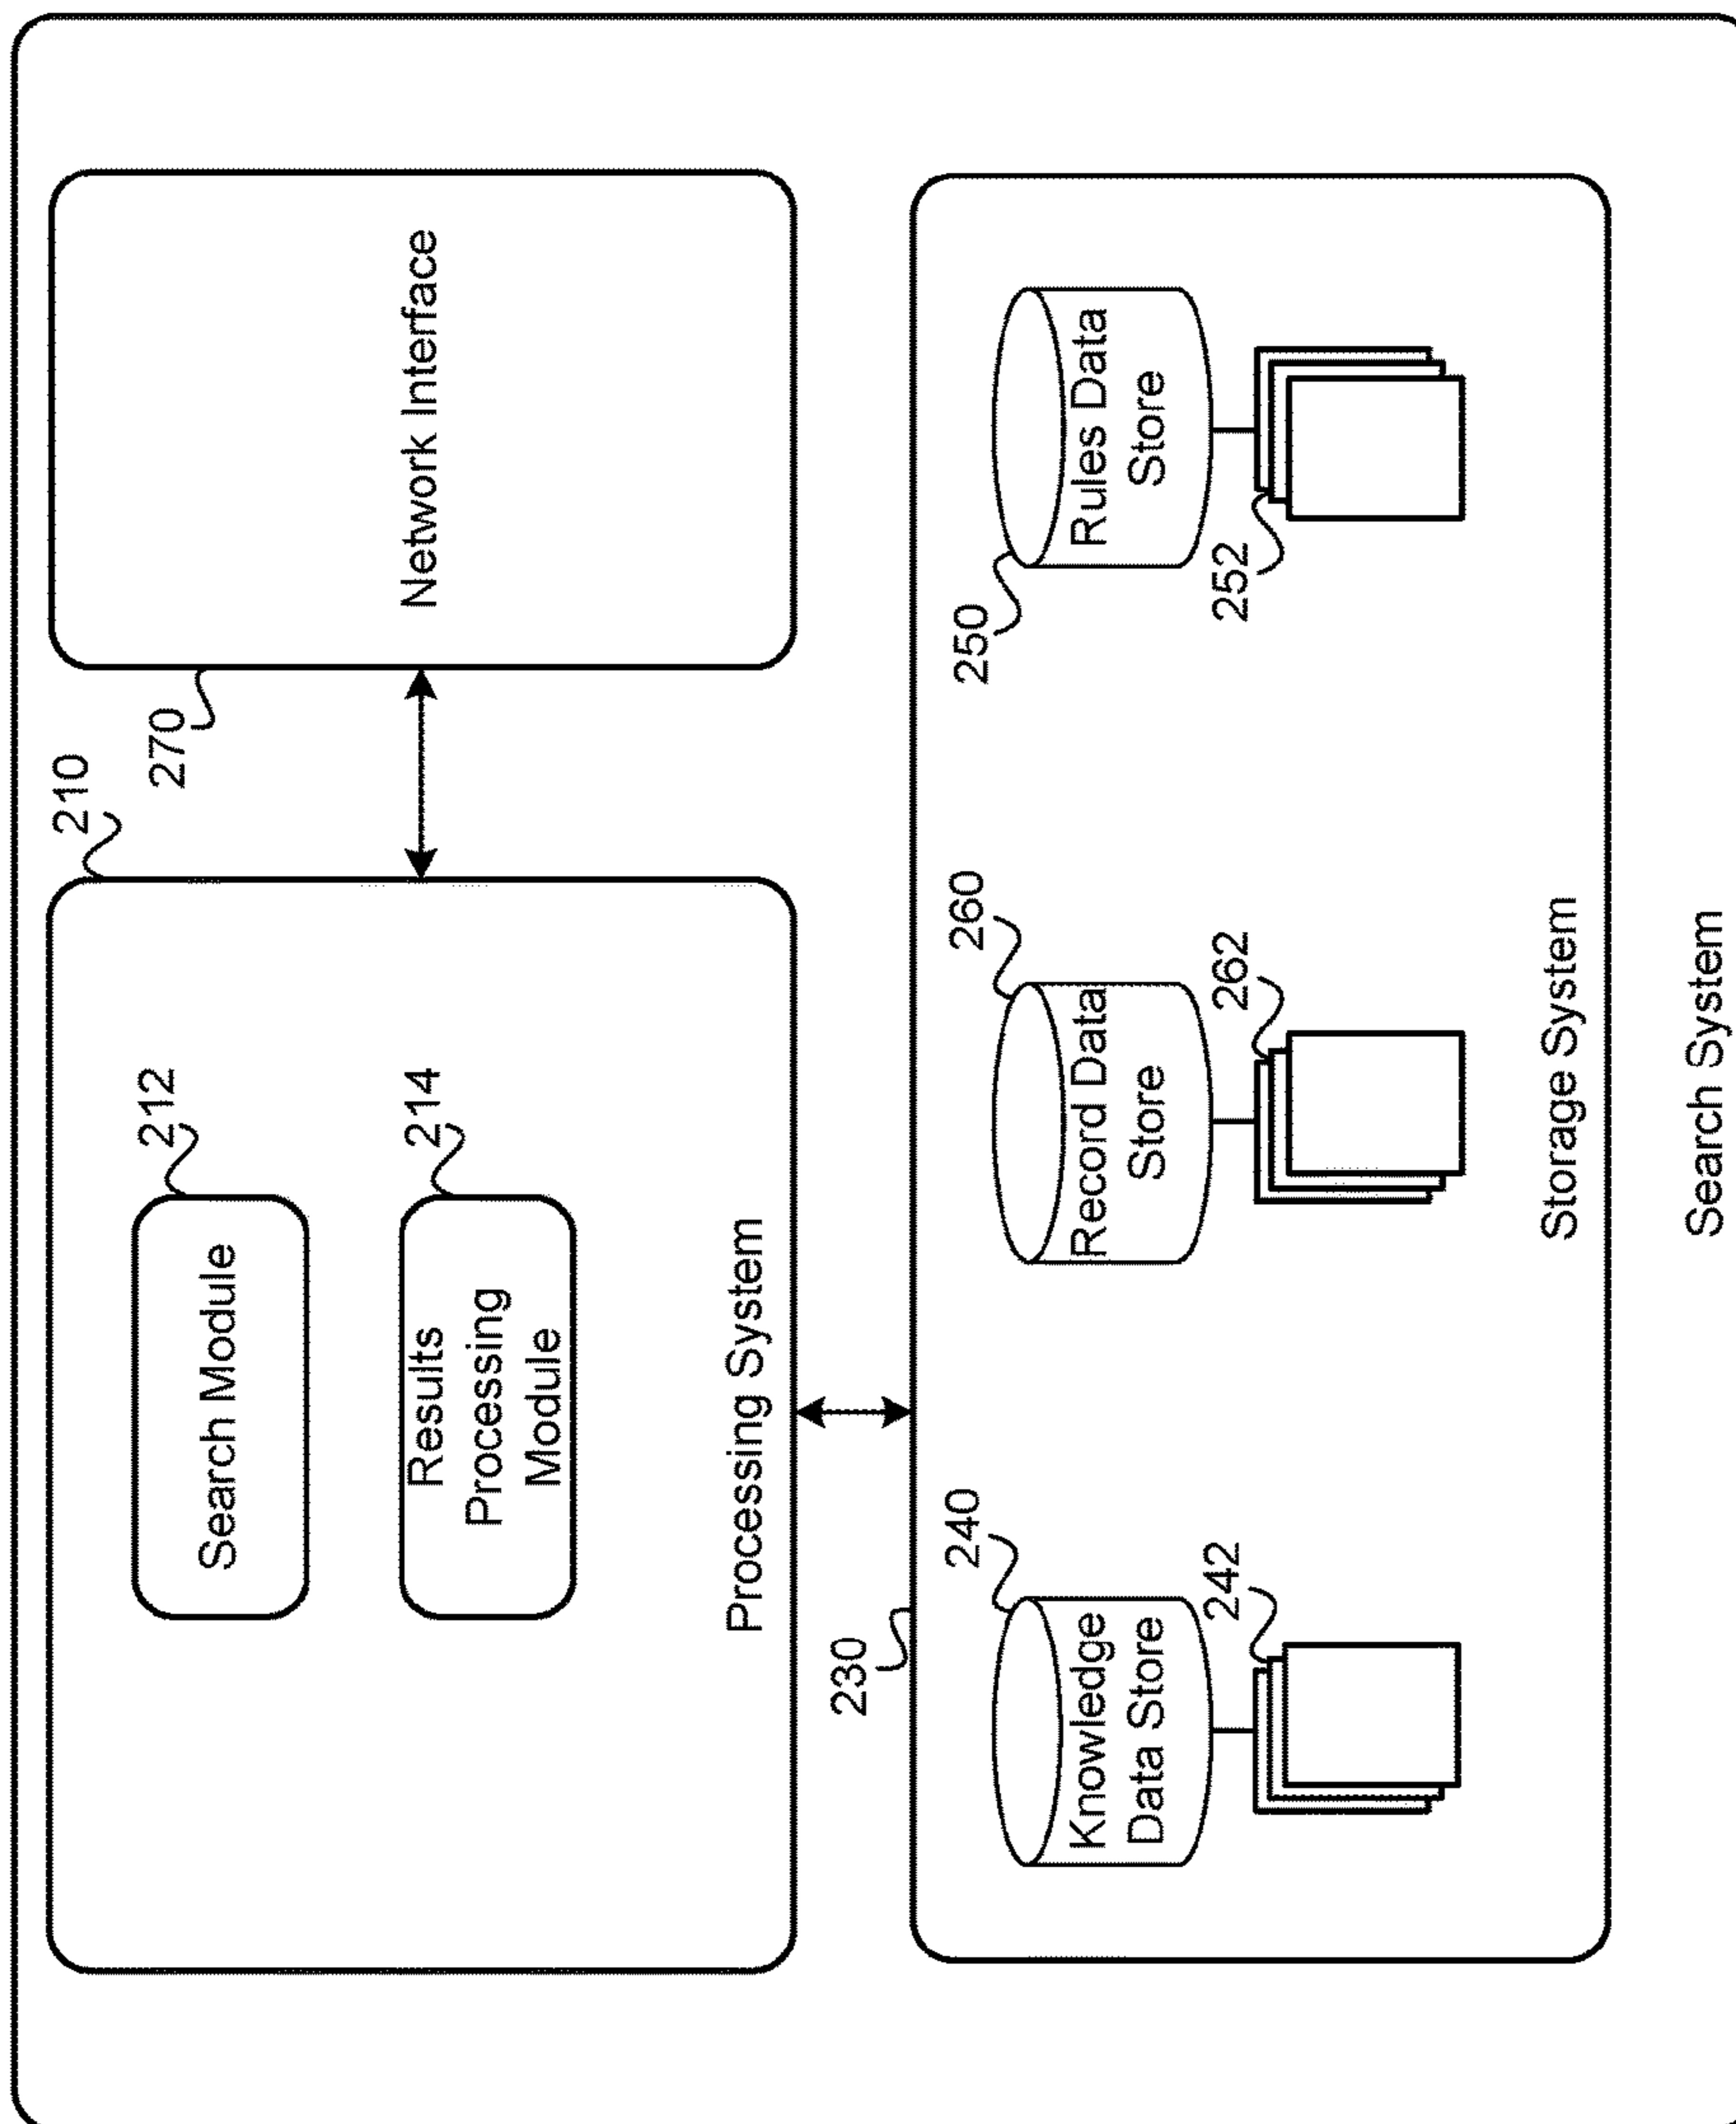 210
212
Search Module
214
Results
Processing
Module
Processing System
270
Network Interface
230
240
Knowledge
Data Store
242
260
Record Data
Store
262
250
Rules Data
Store
252
Storage System
Search System